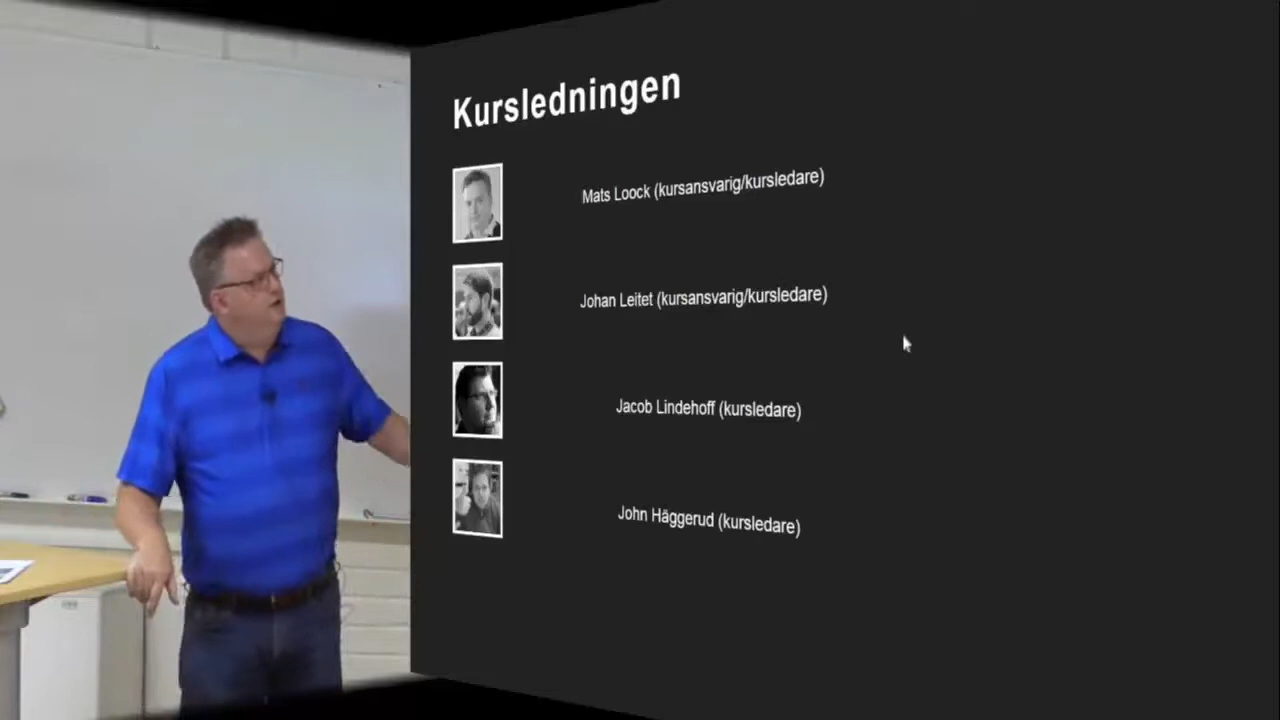 Kursledningen
Mats Loock (kursansvarig/kursledare)
Johan Leitet (kursansvarig/kursledare)
Jacob Lindehoff (kursledare)
John Häggerud (kursledare)